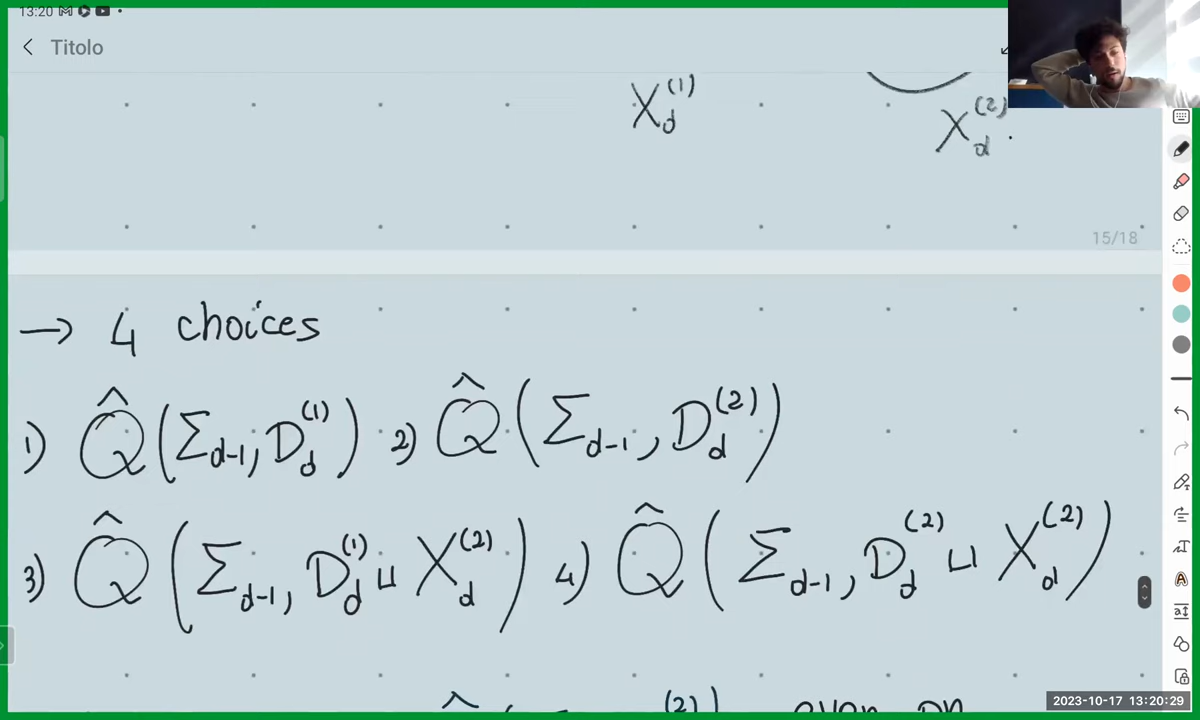 13:20
Titolo
X_d^(1)
X_d^(2)
15/18
→ 4 choices
1) Q̂(Σ_{d-1}, D_d^(1)) 2) Q̂(Σ_{d-1}, D_d^(2))
3) Q̂(Σ_{d-1}, D_d^(1) ⊔ X_d^(2)) 4) Q̂(Σ_{d-1}, D_d^(2) ⊔ X_d^(2))
(2)
2023-10-17 13:20:29